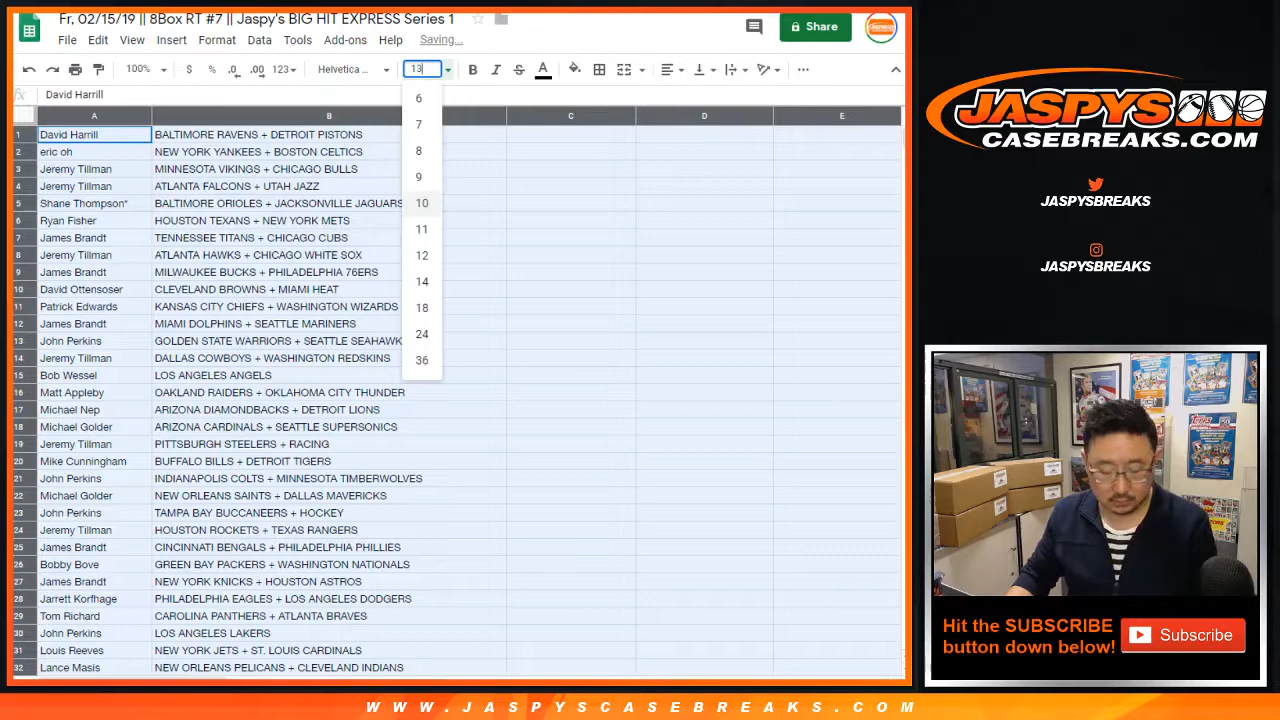 Fr, 02/15/19 || 8Box RT #7 || Jaspy's BIG HIT EXPRESS Series 1
Share
File Edit View Insert Format Data Tools Add-ons Help Saving...
100% $ % .0 .00 123 Helvetica ... 13 B I S A
fx David Harrill
A B C D E
1 David Harrill BALTIMORE RAVENS + DETROIT PISTONS
2 eric oh NEW YORK YANKEES + BOSTON CELTICS
3 Jeremy Tillman MINNESOTA VIKINGS + CHICAGO BULLS
4 Jeremy Tillman ATLANTA FALCONS + UTAH JAZZ
5 Shane Thompson* BALTIMORE ORIOLES + JACKSONVILLE JAGUARS
6 Ryan Fisher HOUSTON TEXANS + NEW YORK METS
7 James Brandt TENNESSEE TITANS + CHICAGO CUBS
8 Jeremy Tillman ATLANTA HAWKS + CHICAGO WHITE SOX
9 James Brandt MILWAUKEE BUCKS + PHILADELPHIA 76ERS
10 David Ottensoser CLEVELAND BROWNS + MIAMI HEAT
11 Patrick Edwards KANSAS CITY CHIEFS + WASHINGTON WIZARDS
12 James Brandt MIAMI DOLPHINS + SEATTLE MARINERS
13 John Perkins GOLDEN STATE WARRIORS + SEATTLE SEAHAWK
14 Jeremy Tillman DALLAS COWBOYS + WASHINGTON REDSKINS
15 Bob Wessel LOS ANGELES ANGELS
16 Matt Appleby OAKLAND RAIDERS + OKLAHOMA CITY THUNDER
17 Michael Nep ARIZONA DIAMONDBACKS + DETROIT LIONS
18 Michael Golder ARIZONA CARDINALS + SEATTLE SUPERSONICS
19 Jeremy Tillman PITTSBURGH STEELERS + RACING
20 Mike Cunningham BUFFALO BILLS + DETROIT TIGERS
21 John Perkins INDIANAPOLIS COLTS + MINNESOTA TIMBERWOLVES
22 Michael Golder NEW ORLEANS SAINTS + DALLAS MAVERICKS
23 John Perkins TAMPA BAY BUCCANEERS + HOCKEY
24 Jeremy Tillman HOUSTON ROCKETS + TEXAS RANGERS
25 James Brandt CINCINNATI BENGALS + PHILADELPHIA PHILLIES
26 Bobby Bove GREEN BAY PACKERS + WASHINGTON NATIONALS
27 James Brandt NEW YORK KNICKS + HOUSTON ASTROS
28 Jarrett Korfhage PHILADELPHIA EAGLES + LOS ANGELES DODGERS
29 Tom Richard CAROLINA PANTHERS + ATLANTA BRAVES
30 John Perkins LOS ANGELES LAKERS
31 Louis Reeves NEW YORK JETS + ST. LOUIS CARDINALS
32 Lance Masis NEW ORLEANS PELICANS + CLEVELAND INDIANS
6
7
8
9
10
11
12
14
18
24
36
JASPYS
CASEBREAKS.COM
JASPYSBREAKS
JASPYSBREAKS
Topps
Hit the SUBSCRIBE
button down below!
Subscribe
WWW.JASPYSCASEBREAKS.COM